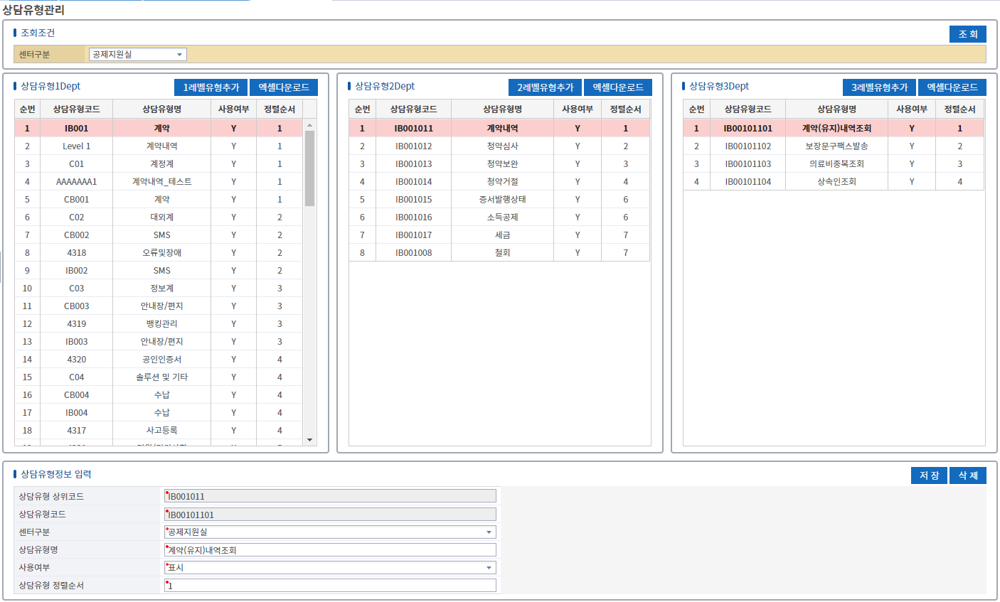 상담유형관리
조회조건
조 회
센터구분 공제지원실
상담유형1Dept 1레벨유형추가 엑셀다운로드
순번 상담유형코드 상담유형명 사용여부 정렬순서
1 IB001 계약 Y 1
2 Level 1 계약내역 Y 1
3 C01 계정계 Y 1
4 AAAAAAA1 계약내역_테스트 Y 1
5 CB001 계약 Y 1
6 C02 대외계 Y 2
7 CB002 SMS Y 2
8 4318 오류및장애 Y 2
9 IB002 SMS Y 2
10 C03 정보계 Y 3
11 CB003 안내장/편지 Y 3
12 4319 뱅킹관리 Y 3
13 IB003 안내장/편지 Y 3
14 4320 공인인증서 Y 4
15 C04 솔루션 및 기타 Y 4
16 CB004 수납 Y 4
17 IB004 수납 Y 4
18 4317 사고등록 Y 4
상담유형2Dept 2레벨유형추가 엑셀다운로드
순번 상담유형코드 상담유형명 사용여부 정렬순서
1 IB001011 계약내역 Y 1
2 IB001012 청약심사 Y 2
3 IB001013 청약보완 Y 3
4 IB001014 청약거절 Y 4
5 IB001015 증서발행상태 Y 6
6 IB001016 소득공제 Y 6
7 IB001017 세금 Y 7
8 IB001008 철회 Y 7
상담유형3Dept 3레벨유형추가 엑셀다운로드
순번 상담유형코드 상담유형명 사용여부 정렬순서
1 IB00101101 계약(유지)내역조회 Y 1
2 IB00101102 보장문구팩스발송 Y 2
3 IB00101103 의료비중복조회 Y 3
4 IB00101104 상속인조회 Y 4
상담유형정보 입력 저 장 삭 제
상담유형 상위코드 IB001011
상담유형코드 IB00101101
센터구분 공제지원실
상담유형명 계약(유지)내역조회
사용여부 표시
상담유형 정렬순서 1